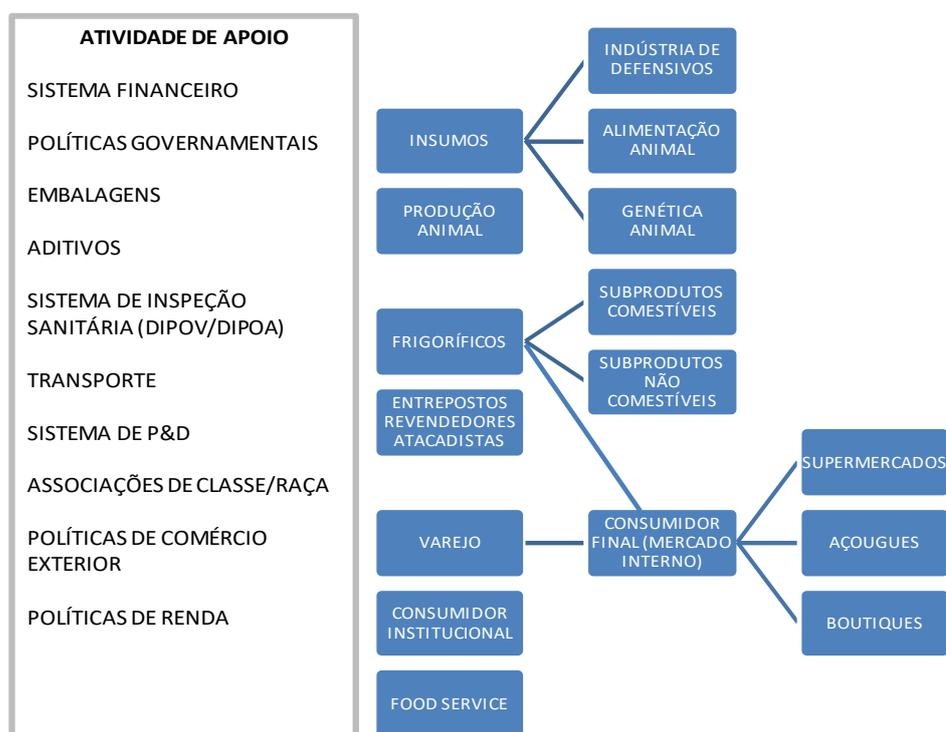 ATIVIDADE DE APOIO
SISTEMA FINANCEIRO
POLÍTICAS GOVERNAMENTAIS
EMBALAGENS
ADITIVOS
SISTEMA DE INSPEÇÃO
SANITÁRIA (DIPOV/DIPOA)
TRANSPORTE
SISTEMA DE P&D
ASSOCIAÇÕES DE CLASSE/RAÇA
POLÍTICAS DE COMÉRCIO
EXTERIOR
POLÍTICAS DE RENDA
INSUMOS
INDÚSTRIA DE
DEFENSIVOS
ALIMENTAÇÃO
ANIMAL
GENÉTICA
ANIMAL
PRODUÇÃO
ANIMAL
FRIGORÍFICOS
SUBPRODUTOS
COMESTÍVEIS
SUBPRODUTOS
NÃO
COMESTÍVEIS
ENTREPOSTOS
REVENDEDORES
ATACADISTAS
VAREJO
CONSUMIDOR
FINAL (MERCADO
INTERNO)
SUPERMERCADOS
AÇOUGUES
BOUTIQUES
CONSUMIDOR
INSTITUCIONAL
FOOD SERVICE